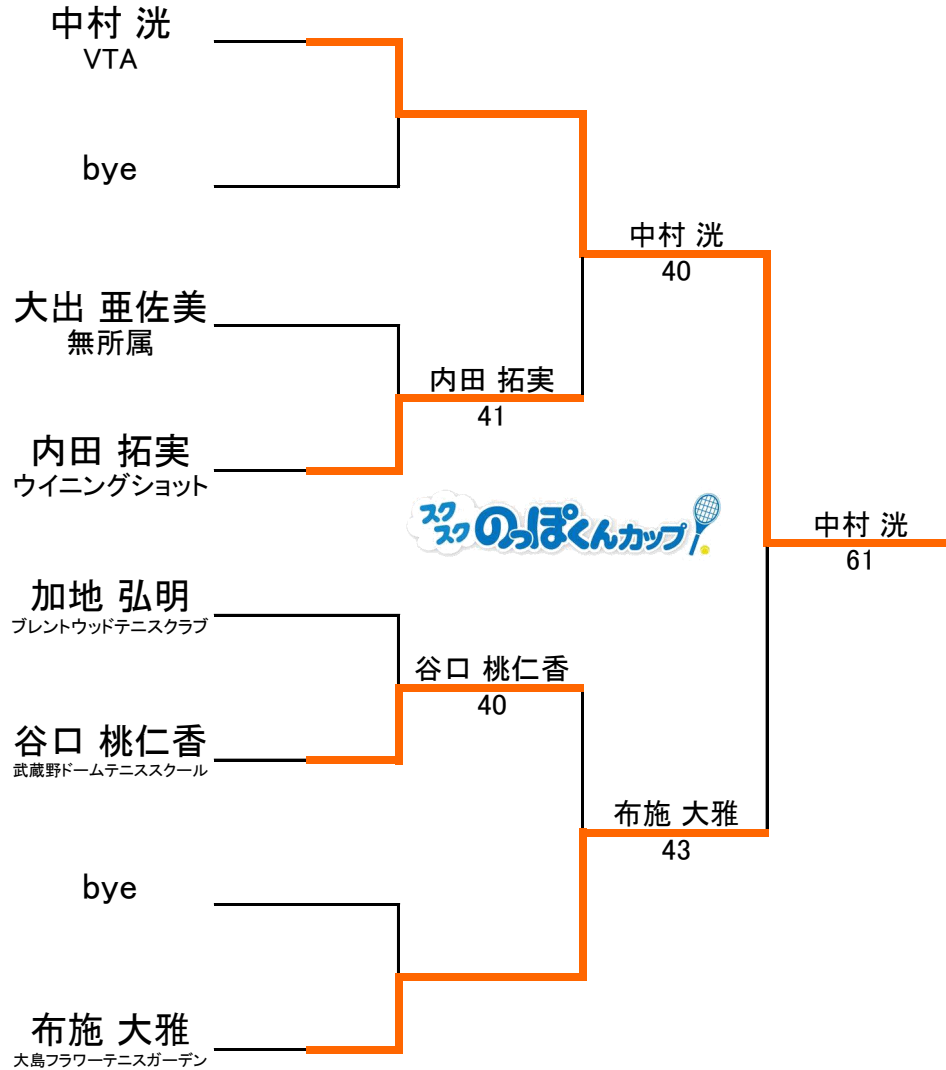 中村 洸
VTA
bye
大出 亜佐美
無所属
内田 拓実
ウイニングショット
加地 弘明
ブレントウッドテニスクラブ
谷口 桃仁香
武蔵野ドームテニススクール
bye
布施 大雅
大島フラワーテニスガーデン
内田 拓実
41
谷口 桃仁香
40
スクスク のっぽくんカップ
中村 洸
40
布施 大雅
43
中村 洸
61